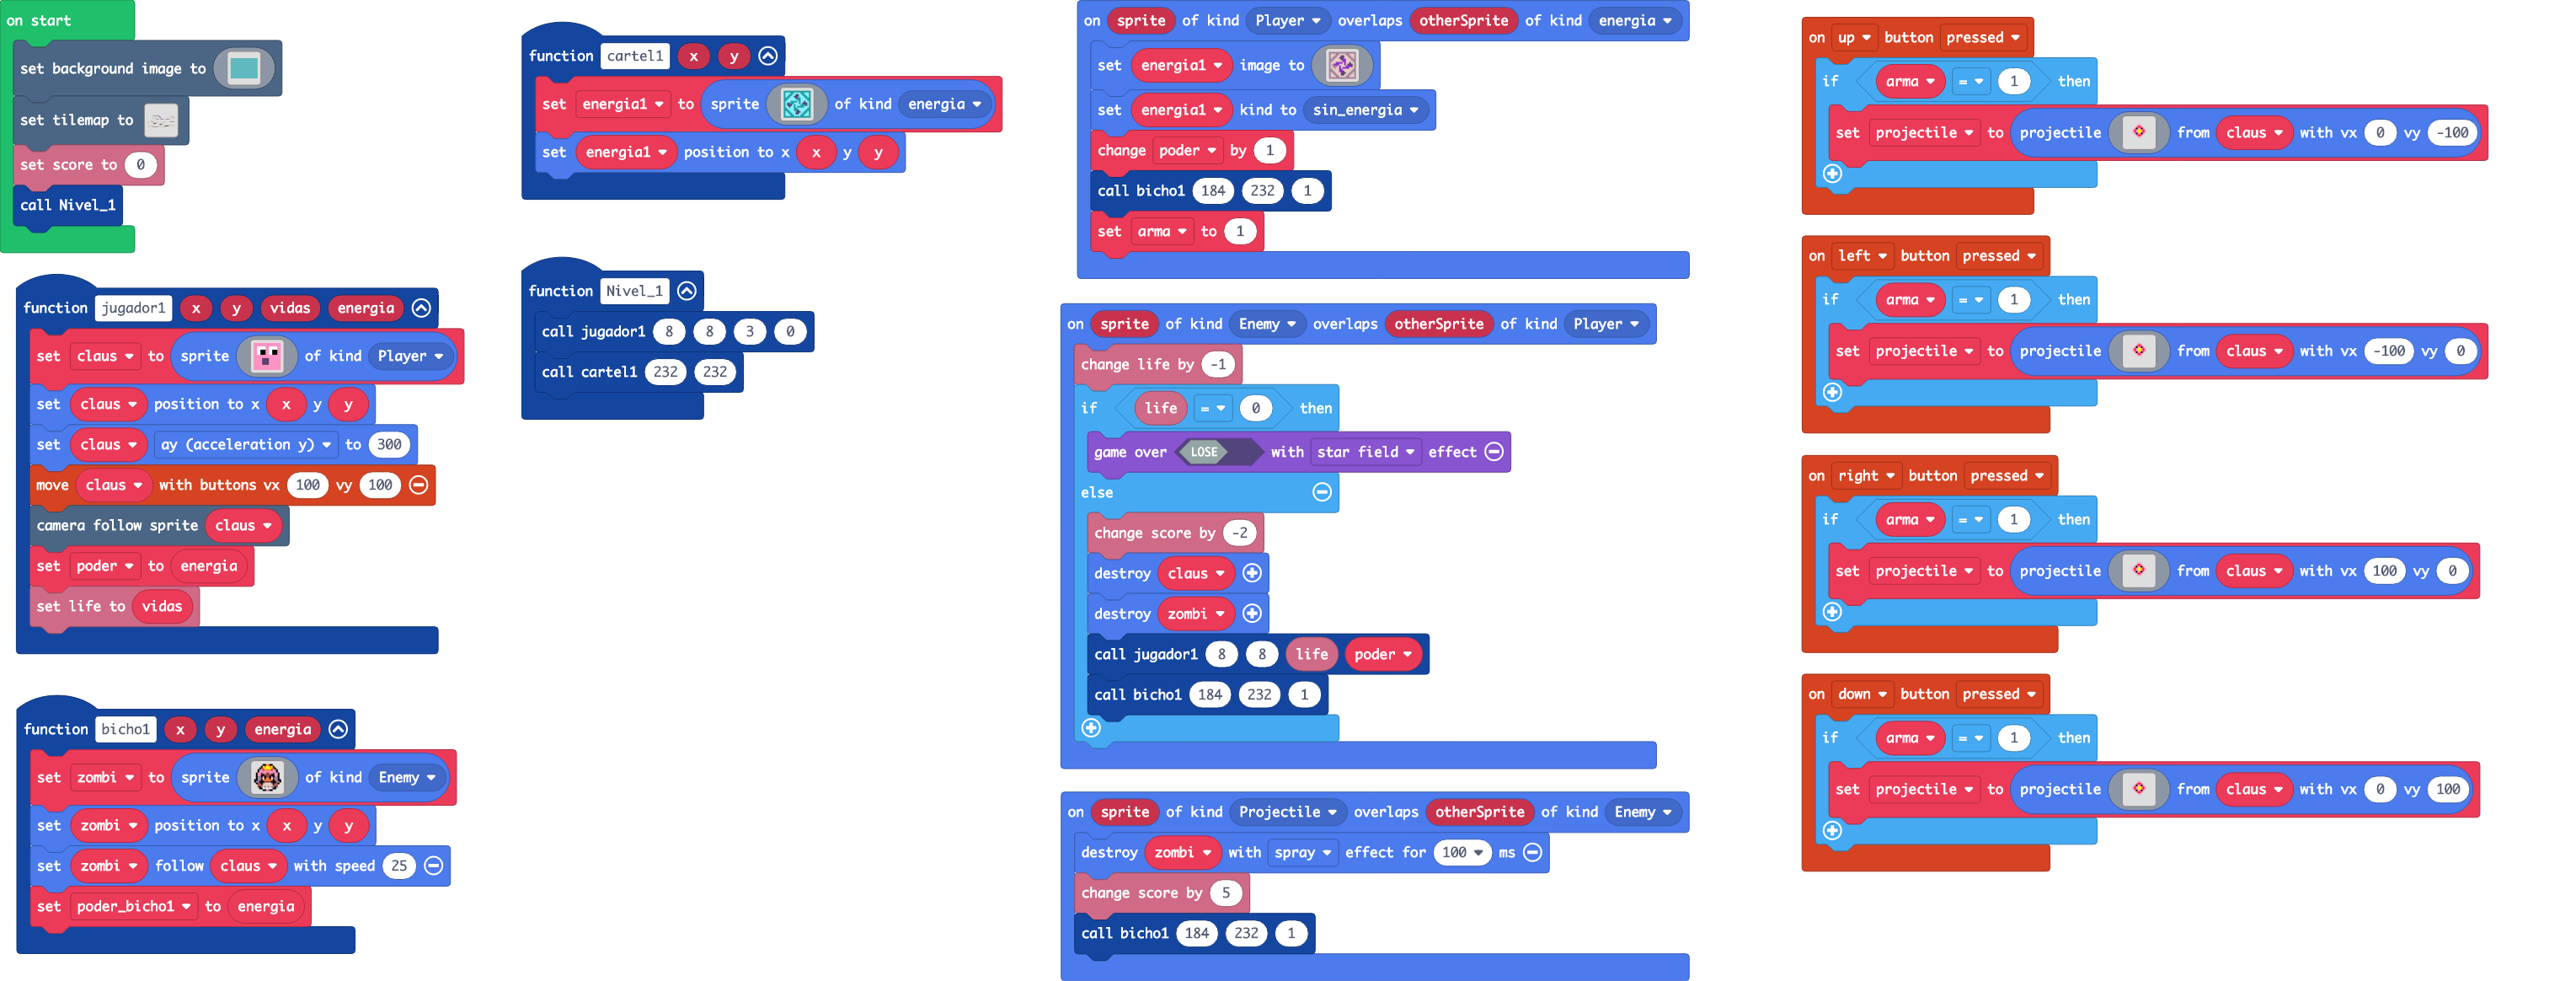 on start
set background image to
set tilemap to
set score to 0
call Nivel_1
function jugador1 x y vidas energia
set claus to sprite of kind Player
set claus position to x x y y
set claus ay (acceleration y) to 300
move claus with buttons vx 100 vy 100
camera follow sprite claus
set poder to energia
set life to vidas
function bicho1 x y energia
set zombi to sprite of kind Enemy
set zombi position to x x y y
set zombi follow claus with speed 25
set poder_bicho1 to energia
function cartel1 x y
set energia1 to sprite of kind energia
set energia1 position to x x y y
function Nivel_1
call jugador1 8 8 3 0
call cartel1 232 232
on sprite of kind Player overlaps otherSprite of kind energia
set energia1 image to
set energia1 kind to sin_energia
change poder by 1
call bicho1 184 232 1
set arma to 1
on sprite of kind Enemy overlaps otherSprite of kind Player
change life by -1
if life = 0 then
game over LOSE with star field effect
else
change score by -2
destroy claus
destroy zombi
call jugador1 8 8 life poder
call bicho1 184 232 1
on sprite of kind Projectile overlaps otherSprite of kind Enemy
destroy zombi with spray effect for 100 ms
change score by 5
call bicho1 184 232 1
on up button pressed
if arma = 1 then
set projectile to projectile from claus with vx 0 vy -100
on left button pressed
if arma = 1 then
set projectile to projectile from claus with vx -100 vy 0
on right button pressed
if arma = 1 then
set projectile to projectile from claus with vx 100 vy 0
on down button pressed
if arma = 1 then
set projectile to projectile from claus with vx 0 vy 100